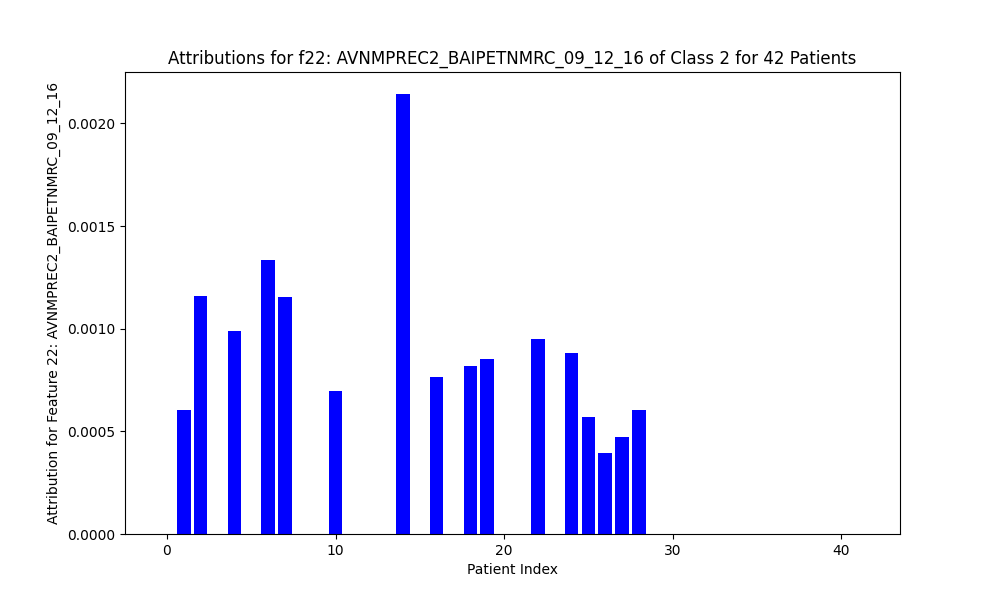 Attributions for f22: AVNMPREC2_BAIPETNMRC_09_12_16 of Class 2 for 42 Patients
Attribution for Feature 22: AVNMPREC2_BAIPETNMRC_09_12_16
0.0020
0.0015
0.0010
0.0005
0.0000
0 10 20 30 40
Patient Index